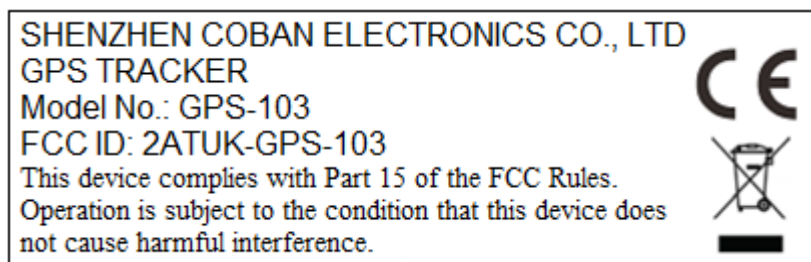 SHENZHEN COBAN ELECTRONICS CO., LTD
GPS TRACKER
Model No.: GPS-103
FCC ID: 2ATUK-GPS-103
This device complies with Part 15 of the FCC Rules.
Operation is subject to the condition that this device does
not cause harmful interference.
CE